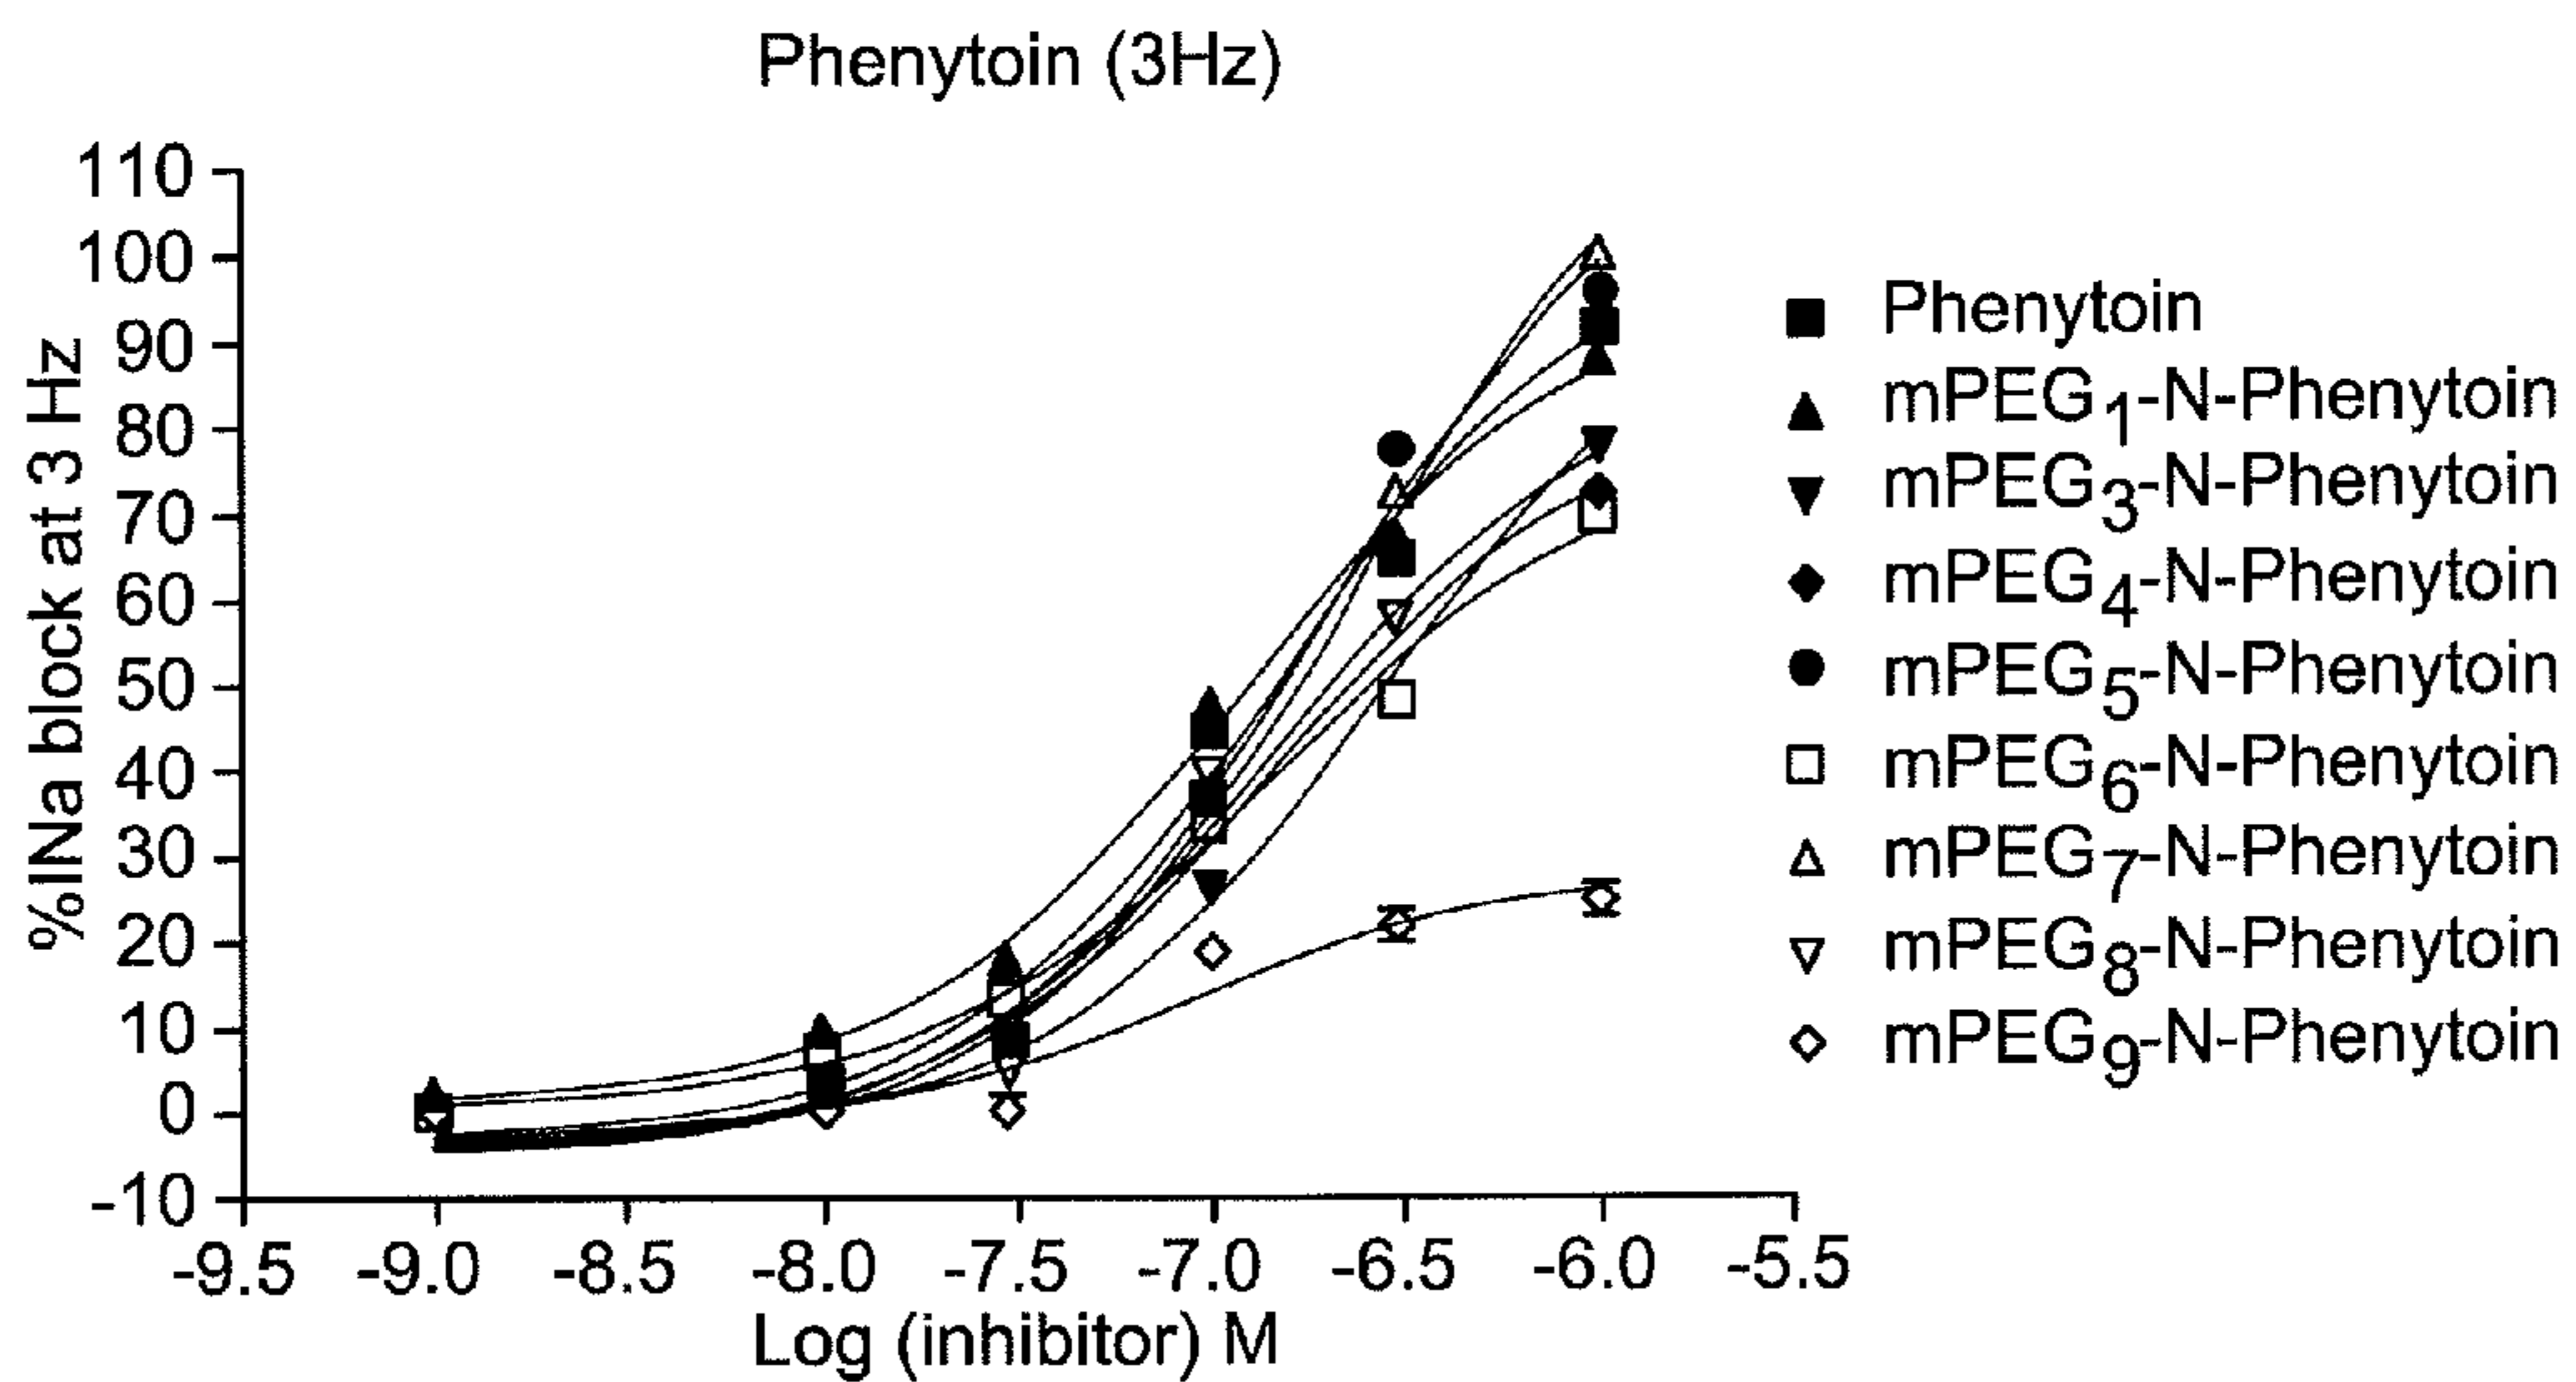 Phenytoin (3Hz)
110
100
90
80
70
60
50
40
30
20
10
0
-10
%INa block at 3 Hz
-9.5 -9.0 -8.5 -8.0 -7.5 -7.0 -6.5 -6.0 -5.5
Log (inhibitor) M
Phenytoin
mPEG1-N-Phenytoin
mPEG3-N-Phenytoin
mPEG4-N-Phenytoin
mPEG5-N-Phenytoin
mPEG6-N-Phenytoin
mPEG7-N-Phenytoin
mPEG8-N-Phenytoin
mPEG9-N-Phenytoin